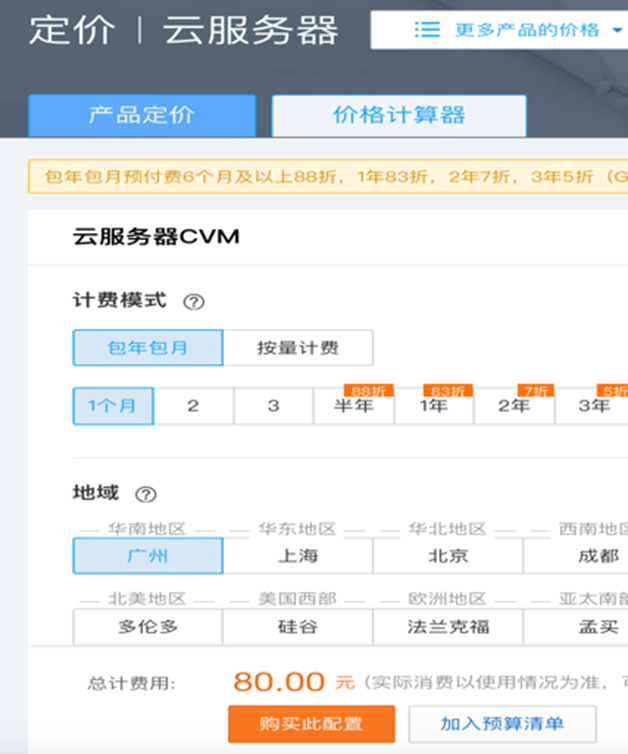 定价 | 云服务器 更多产品的价格
产品定价 价格计算器
包年包月预付费6个月及以上88折，1年83折，2年7折，3年5折（G
云服务器CVM
计费模式 ?
包年包月 按量计费
88折 83折 7折 5折
1个月 2 3 半年 1年 2年 3年
地域 ?
华南地区 华东地区 华北地区 西南地区
广州 上海 北京 成都
北美地区 美国西部 欧洲地区 亚太南部
多伦多 硅谷 法兰克福 孟买
总计费用: 80.00 元 (实际消费以使用情况为准，
购买此配置 加入预算清单